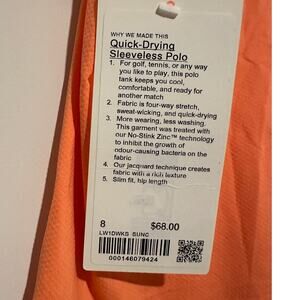 WHY WE MADE THIS
Quick-Drying
Sleeveless Polo
1. For golf, tennis, or any way
you like to play, this polo
tank keeps you cool,
comfortable, and ready for
another match
2. Fabric is four-way stretch,
sweat-wicking, and quick-drying
3. More wearing, less washing.
This garment was treated with
our No-Stink Zinc™ technology
to inhibit the growth of
odour-causing bacteria on the
fabric
4. Our jacquard technique creates
fabric with a rich texture
5. Slim fit, hip length
8 $68.00
LW1DWKS SUNC
000146079424